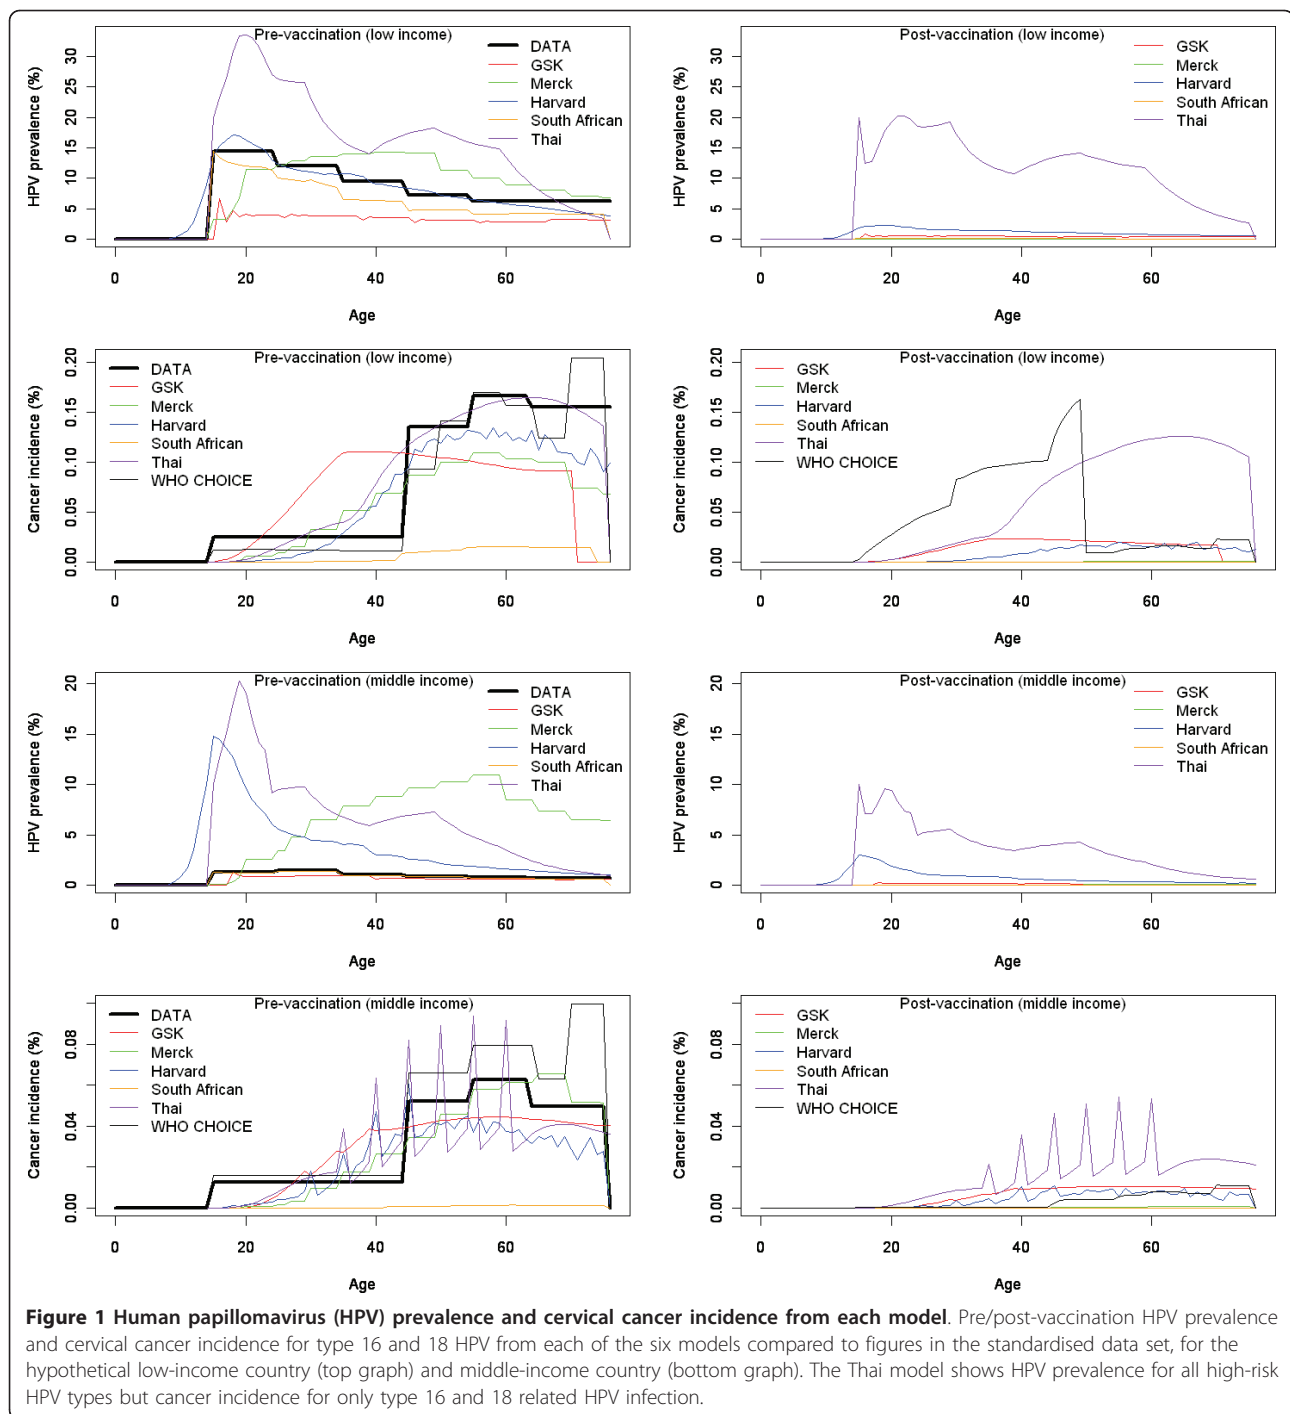 Pre-vaccination (low income)
HPV prevalence (%)
0 5 10 15 20 25 30
0 20 40 60
Age
DATA
GSK
Merck
Harvard
South African
Thai
Post-vaccination (low income)
HPV prevalence (%)
0 5 10 15 20 25 30
0 20 40 60
Age
GSK
Merck
Harvard
South African
Thai
Pre-vaccination (low income)
Cancer incidence (%)
0.00 0.05 0.10 0.15 0.20
0 20 40 60
Age
DATA
GSK
Merck
Harvard
South African
Thai
WHO CHOICE
Post-vaccination (low income)
Cancer incidence (%)
0.00 0.05 0.10 0.15 0.20
0 20 40 60
Age
GSK
Merck
Harvard
South African
Thai
WHO CHOICE
Pre-vaccination (middle income)
HPV prevalence (%)
0 5 10 15 20
0 20 40 60
Age
DATA
GSK
Merck
Harvard
South African
Thai
Post-vaccination (middle income)
HPV prevalence (%)
0 5 10 15 20
0 20 40 60
Age
GSK
Merck
Harvard
South African
Thai
Pre-vaccination (middle income)
Cancer incidence (%)
0.00 0.04 0.08
0 20 40 60
Age
DATA
GSK
Merck
Harvard
South African
Thai
WHO CHOICE
Post-vaccination (middle income)
Cancer incidence (%)
0.00 0.04 0.08
0 20 40 60
Age
GSK
Merck
Harvard
South African
Thai
WHO CHOICE
Figure 1 Human papillomavirus (HPV) prevalence and cervical cancer incidence from each model. Pre/post-vaccination HPV prevalence
and cervical cancer incidence for type 16 and 18 HPV from each of the six models compared to figures in the standardised data set, for the
hypothetical low-income country (top graph) and middle-income country (bottom graph). The Thai model shows HPV prevalence for all high-risk
HPV types but cancer incidence for only type 16 and 18 related HPV infection.